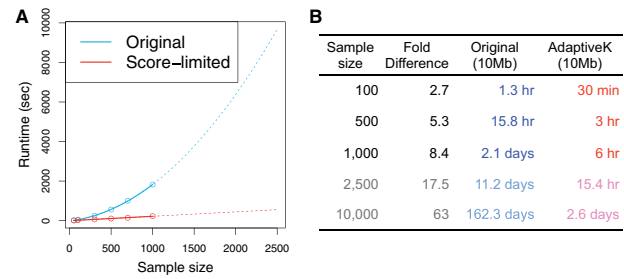 A
Original
Score-limited
Runtime (sec)
0 2000 4000 6000 8000 10000
0 500 1000 1500 2000 2500
Sample size
B
Sample size Fold Difference Original (10Mb) AdaptiveK (10Mb)
100 2.7 1.3 hr 30 min
500 5.3 15.8 hr 3 hr
1,000 8.4 2.1 days 6 hr
2,500 17.5 11.2 days 15.4 hr
10,000 63 162.3 days 2.6 days